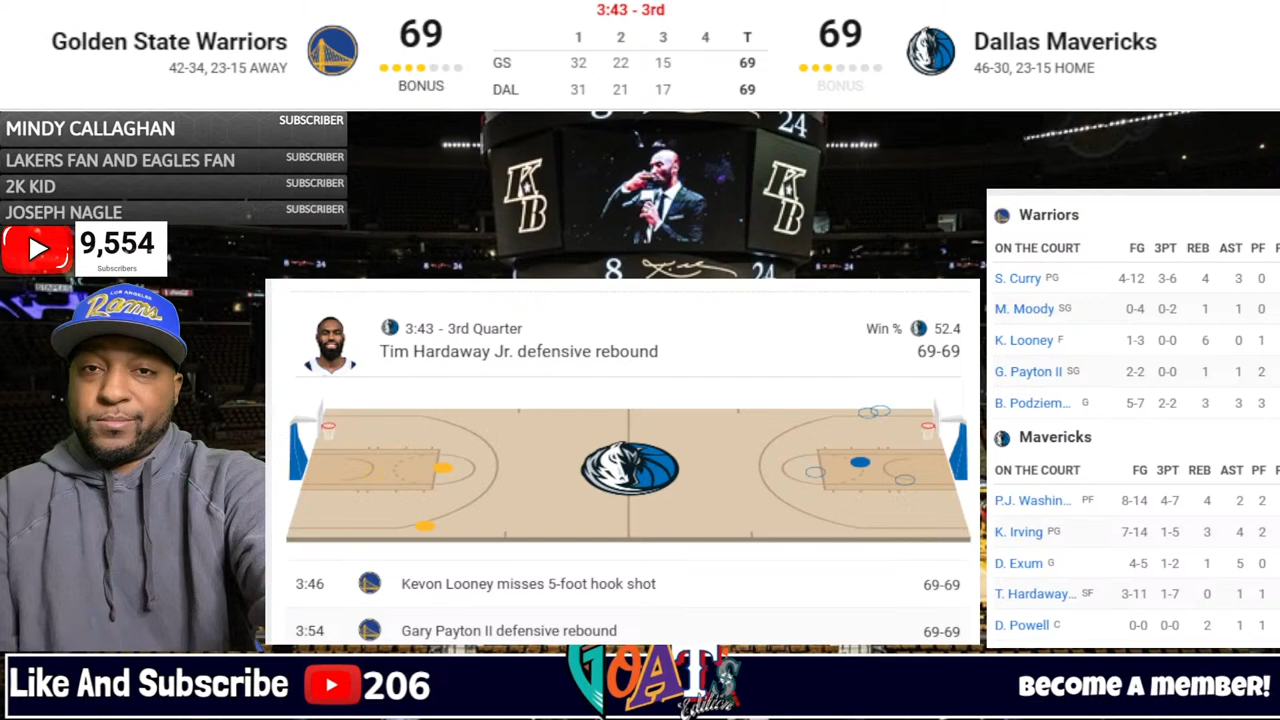 3:43 - 3rd
Golden State Warriors
42-34, 23-15 AWAY
69
BONUS
1 2 3 4 T
GS 32 22 15 69
DAL 31 21 17 69
69
BONUS
Dallas Mavericks
46-30, 23-15 HOME
MINDY CALLAGHAN SUBSCRIBER
LAKERS FAN AND EAGLES FAN SUBSCRIBER
2K KID SUBSCRIBER
JOSEPH NAGLE SUBSCRIBER
9,554
Subscribers
24
KB
KB
8 24
LOS ANGELES
Rams
3:43 - 3rd Quarter Win % 52.4
Tim Hardaway Jr. defensive rebound 69-69
3:46 Kevon Looney misses 5-foot hook shot 69-69
3:54 Gary Payton II defensive rebound 69-69
Warriors
ON THE COURT FG 3PT REB AST PF
S. Curry PG 4-12 3-6 4 3 0
M. Moody SG 0-4 0-2 1 1 0
K. Looney F 1-3 0-0 6 0 1
G. Payton II SG 2-2 0-0 1 1 2
B. Podziem... G 5-7 2-2 3 3 3
Mavericks
ON THE COURT FG 3PT REB AST PF
P.J. Washin... PF 8-14 4-7 4 2 2
K. Irving PG 7-14 1-5 3 4 2
D. Exum G 4-5 1-2 1 5 0
T. Hardaway... SF 3-11 1-7 0 1 1
D. Powell C 0-0 0-0 2 1 1
Like And Subscribe 206
GOATS
Edition
Become A member!